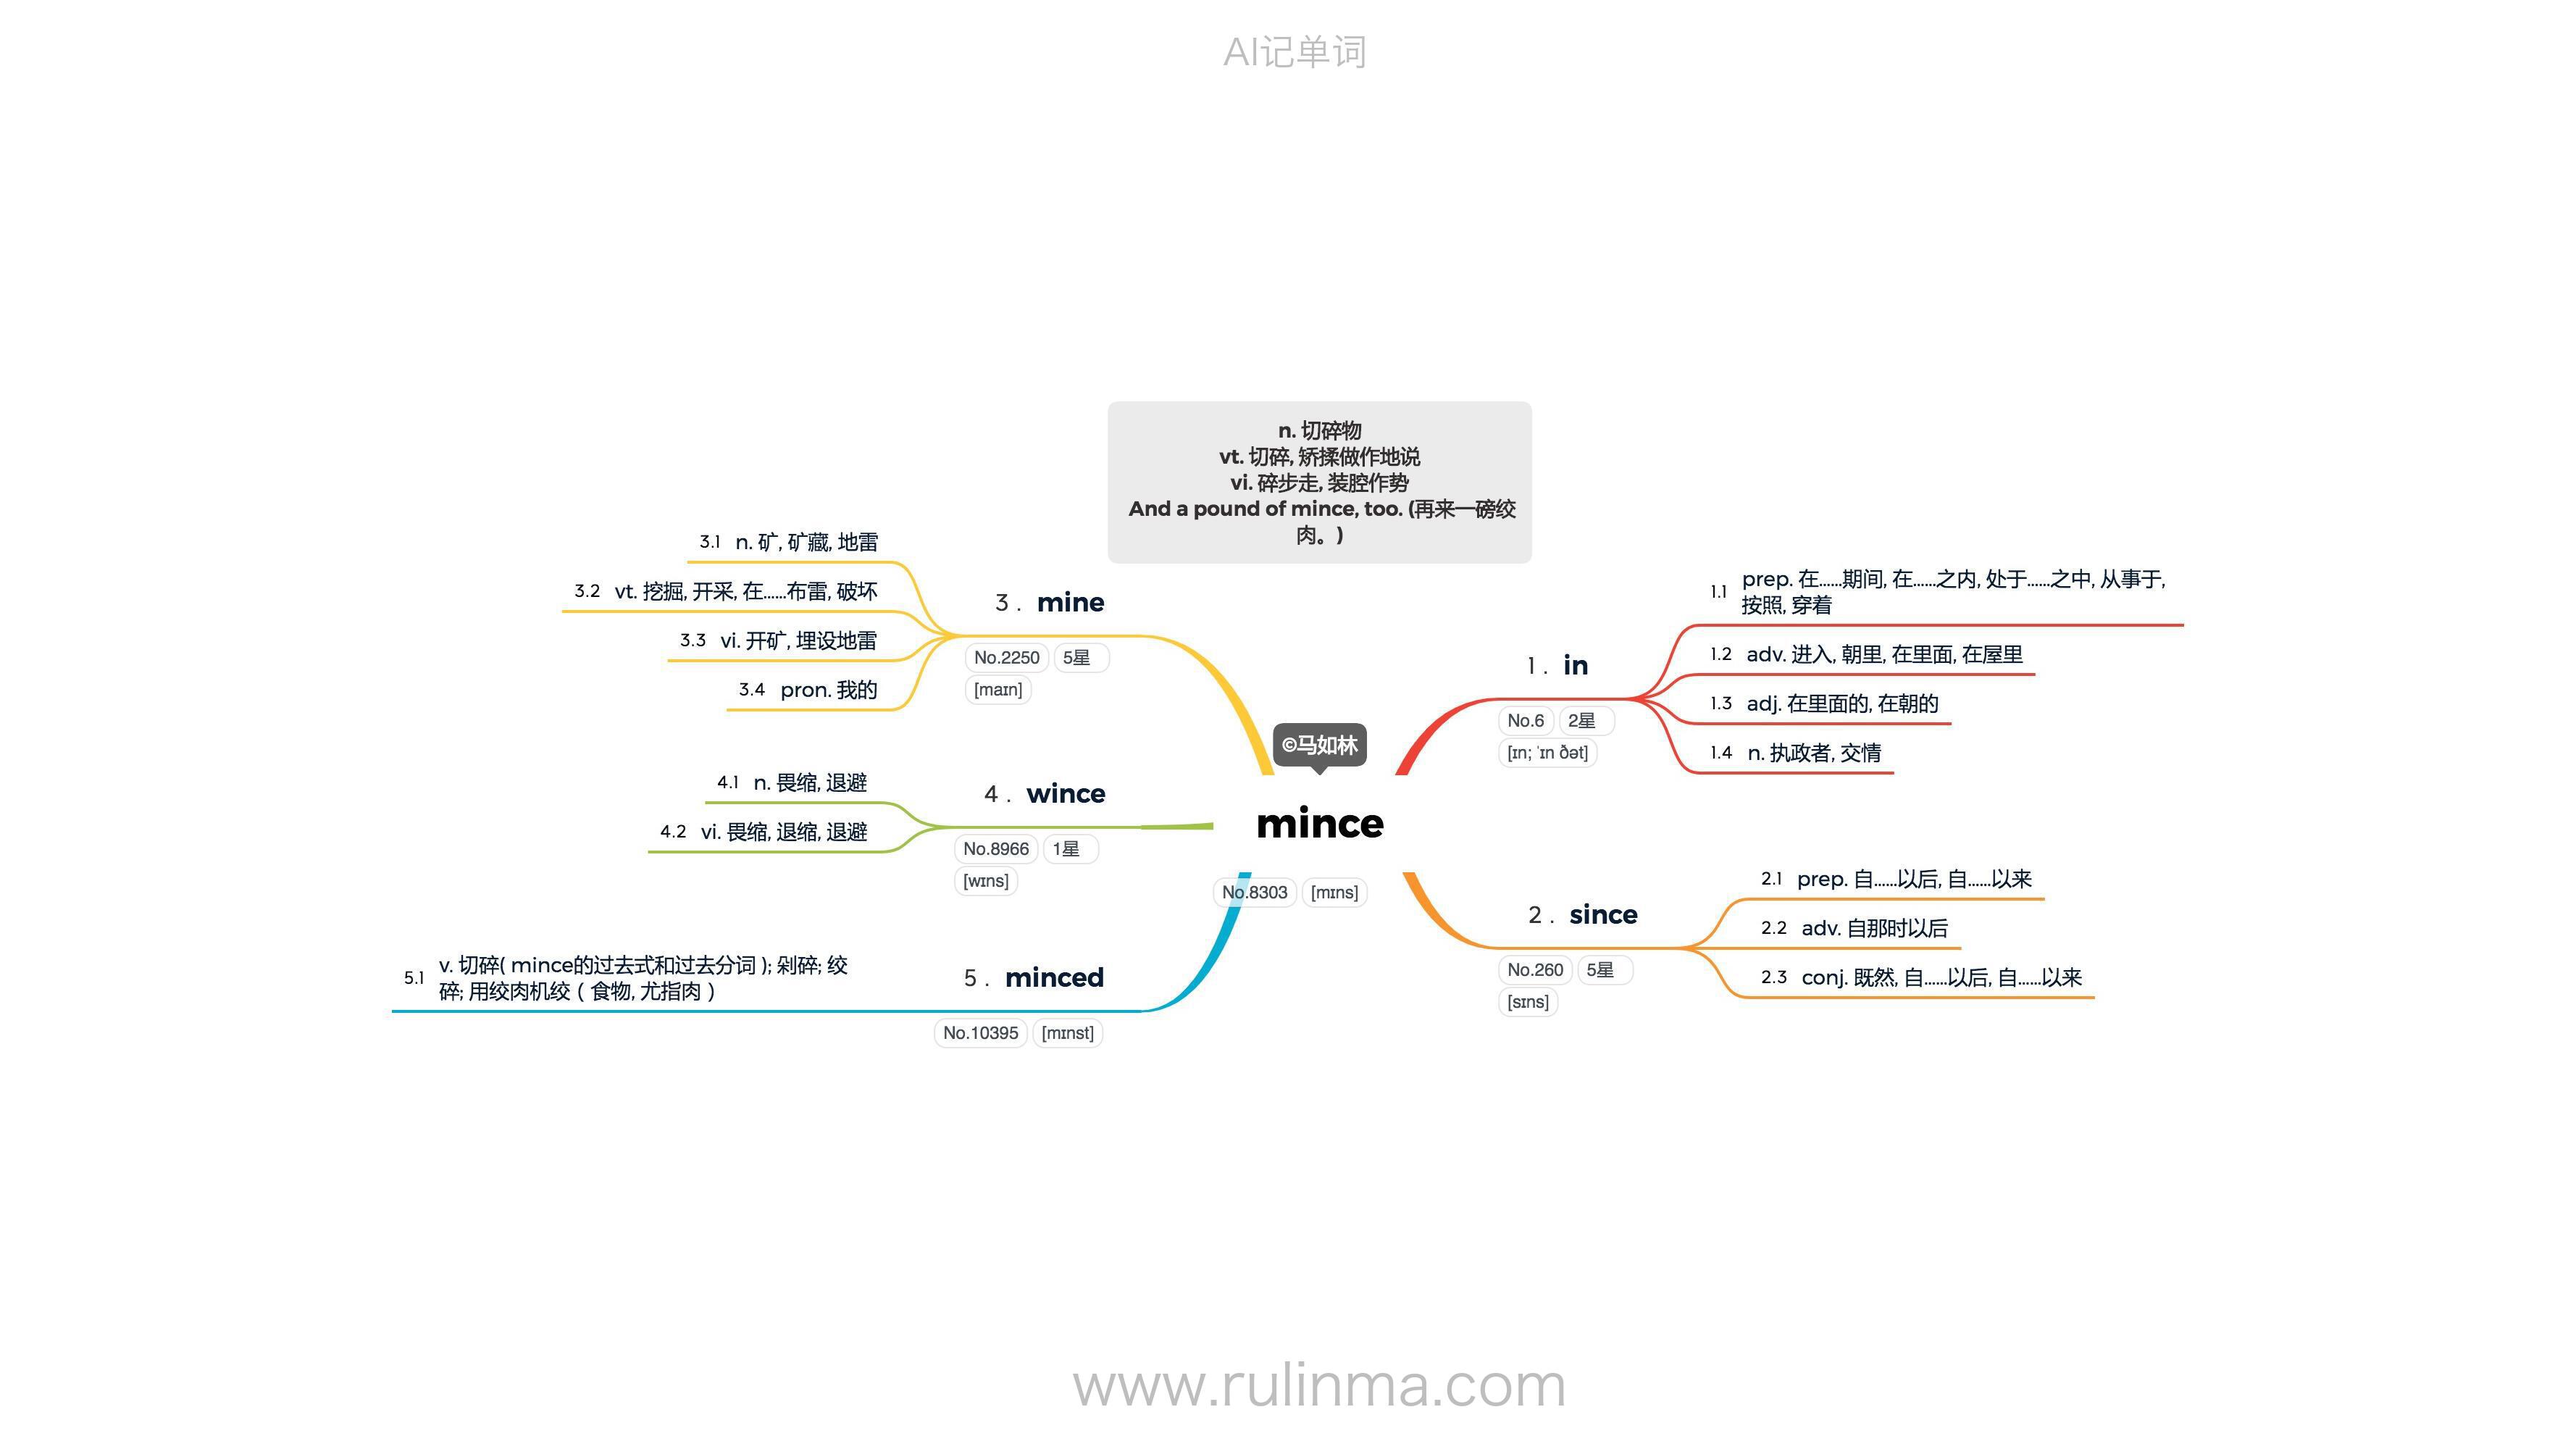 AI记单词
n. 切碎物
vt. 切碎, 矫揉做作地说
vi. 碎步走, 装腔作势
And a pound of mince, too. (再来一磅绞
肉。)
©马如林
mince
No.8303 [mɪns]
1 . in
No.6 2星
[ɪn; ˈɪn ðət]
1.1 prep. 在......期间, 在......之内, 处于......之中, 从事于,
按照, 穿着
1.2 adv. 进入, 朝里, 在里面, 在屋里
1.3 adj. 在里面的, 在朝的
1.4 n. 执政者, 交情
2 . since
No.260 5星
[sɪns]
2.1 prep. 自......以后, 自......以来
2.2 adv. 自那时以后
2.3 conj. 既然, 自......以后, 自......以来
3 . mine
No.2250 5星
[maɪn]
3.1 n. 矿, 矿藏, 地雷
3.2 vt. 挖掘, 开采, 在......布雷, 破坏
3.3 vi. 开矿, 埋设地雷
3.4 pron. 我的
4 . wince
No.8966 1星
[wɪns]
4.1 n. 畏缩, 退避
4.2 vi. 畏缩, 退缩, 退避
5 . minced
No.10395 [mɪnst]
5.1 v. 切碎( mince的过去式和过去分词 ); 剁碎; 绞
碎; 用绞肉机绞（ 食物, 尤指肉 ）
www.rulinma.com